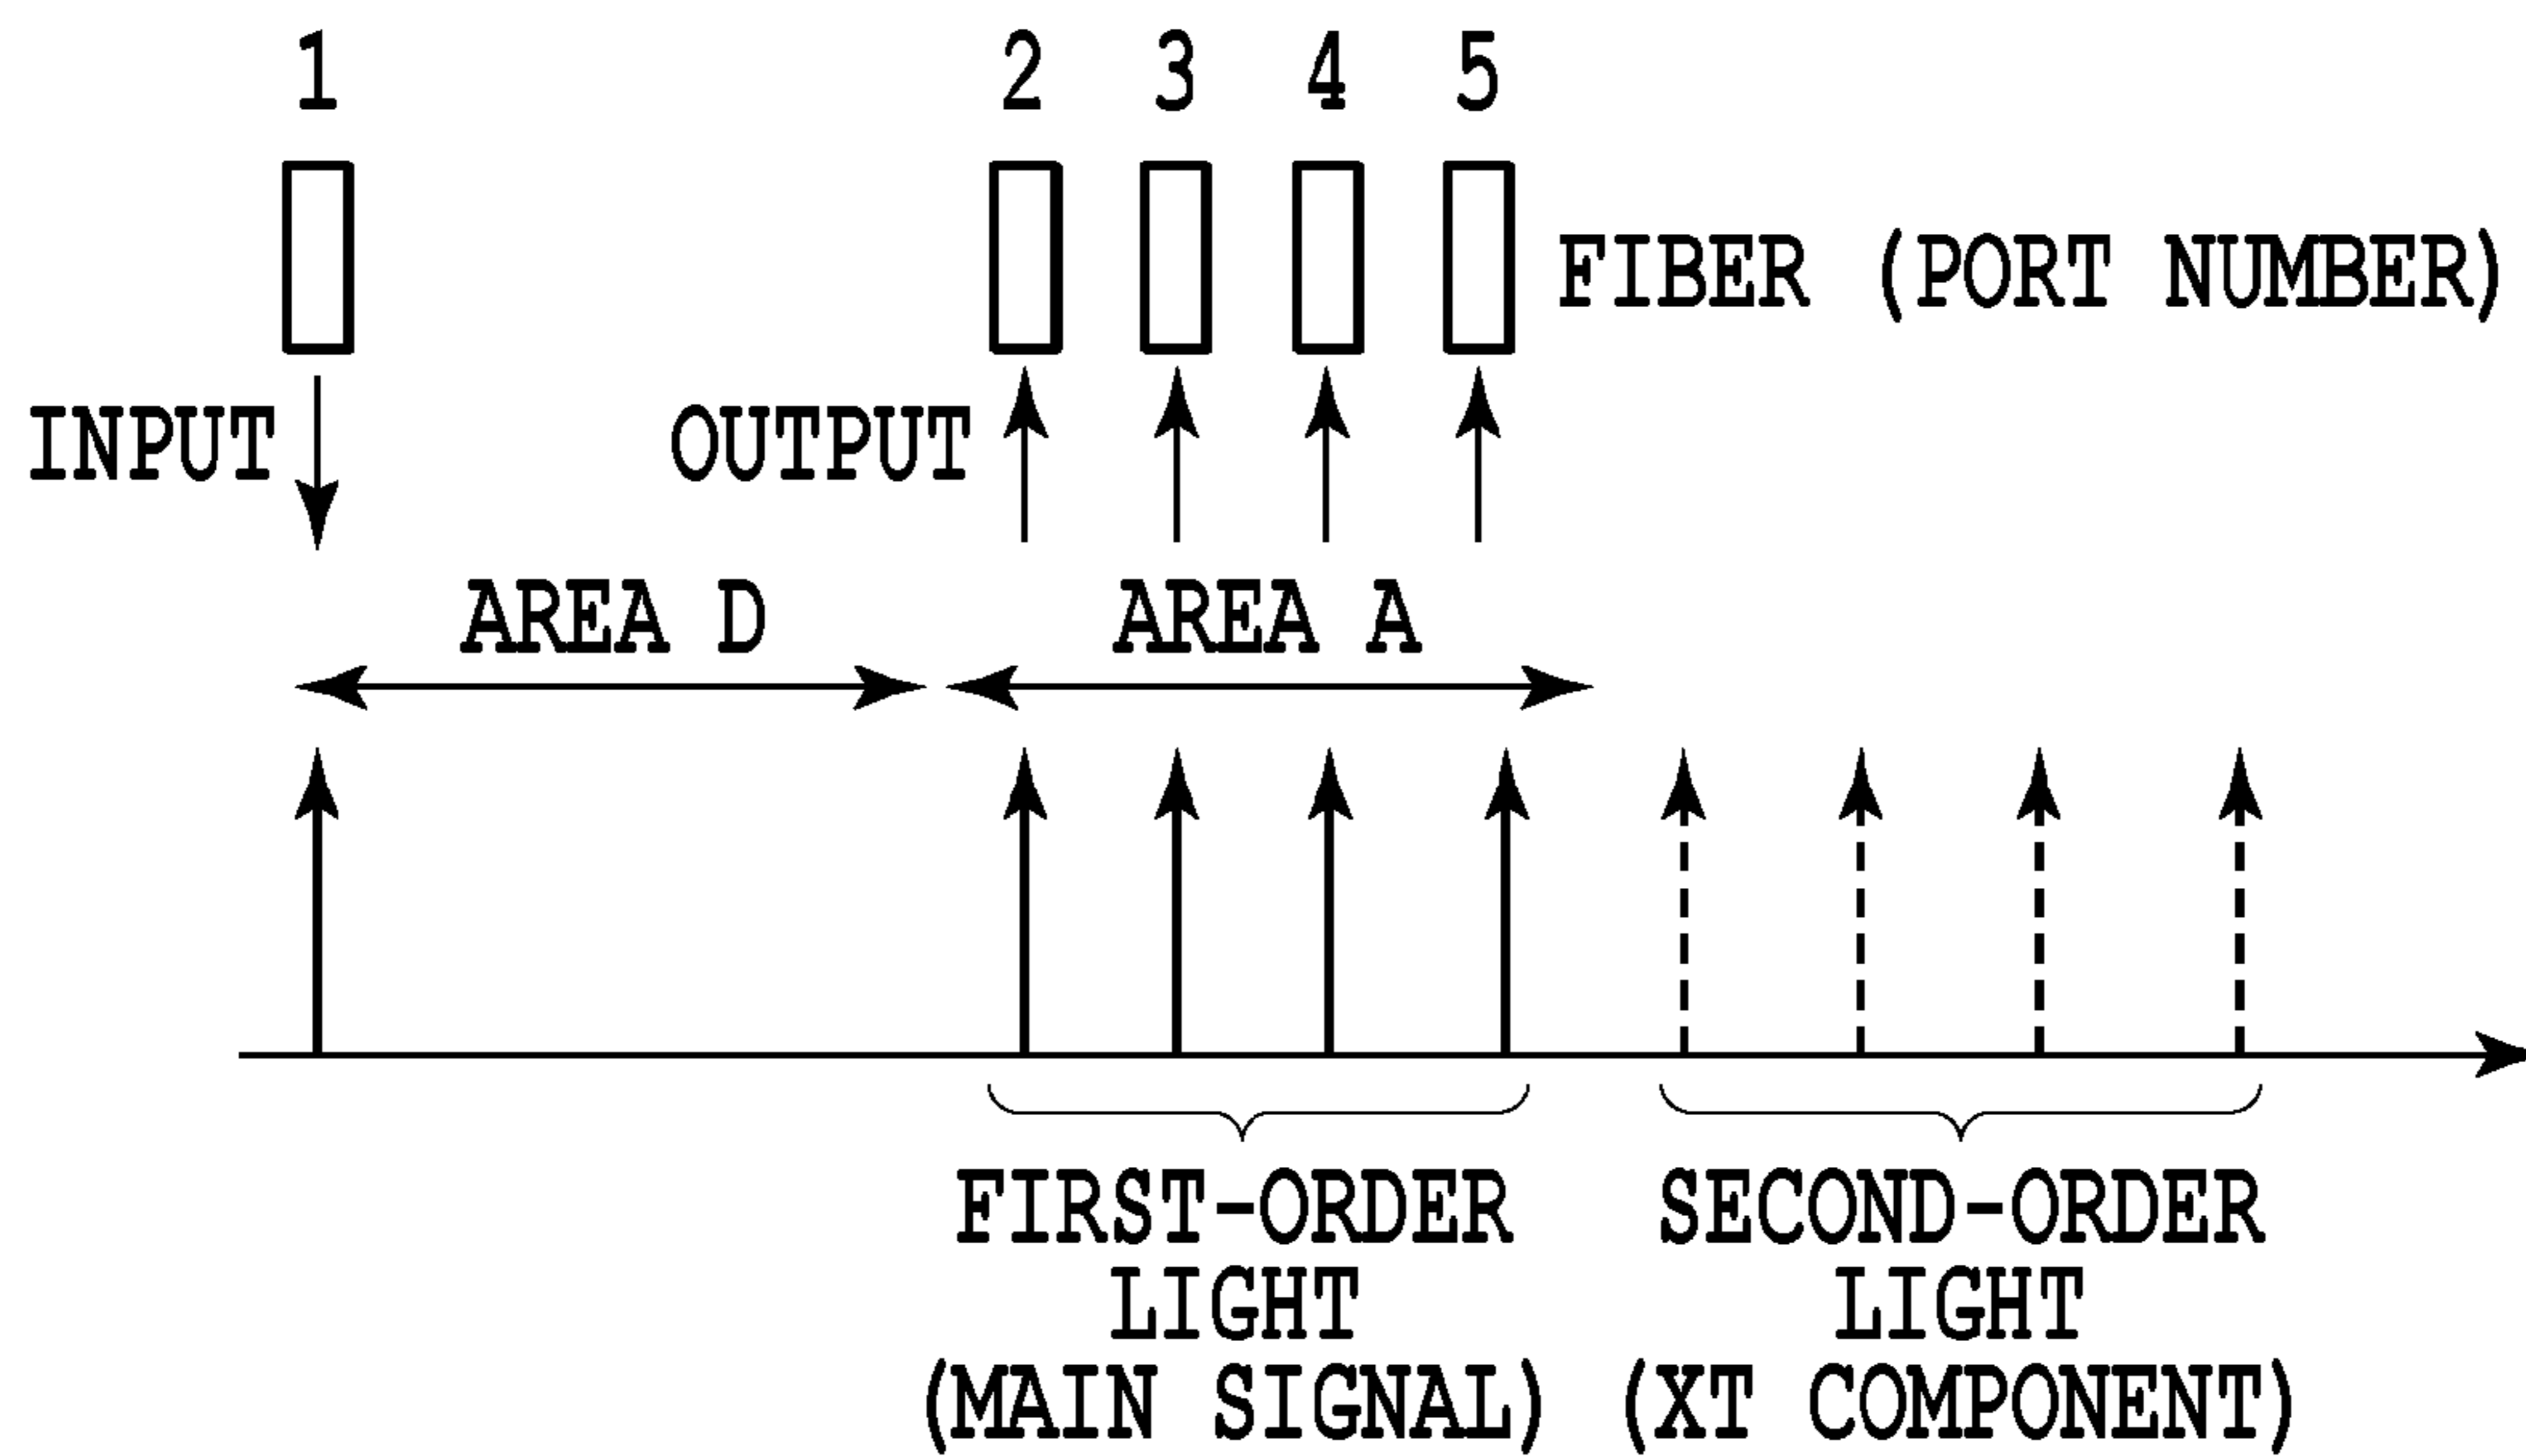 1 2 3 4 5
FIBER (PORT NUMBER)
INPUT OUTPUT
AREA D AREA A
FIRST-ORDER
LIGHT
(MAIN SIGNAL)
SECOND-ORDER
LIGHT
(XT COMPONENT)